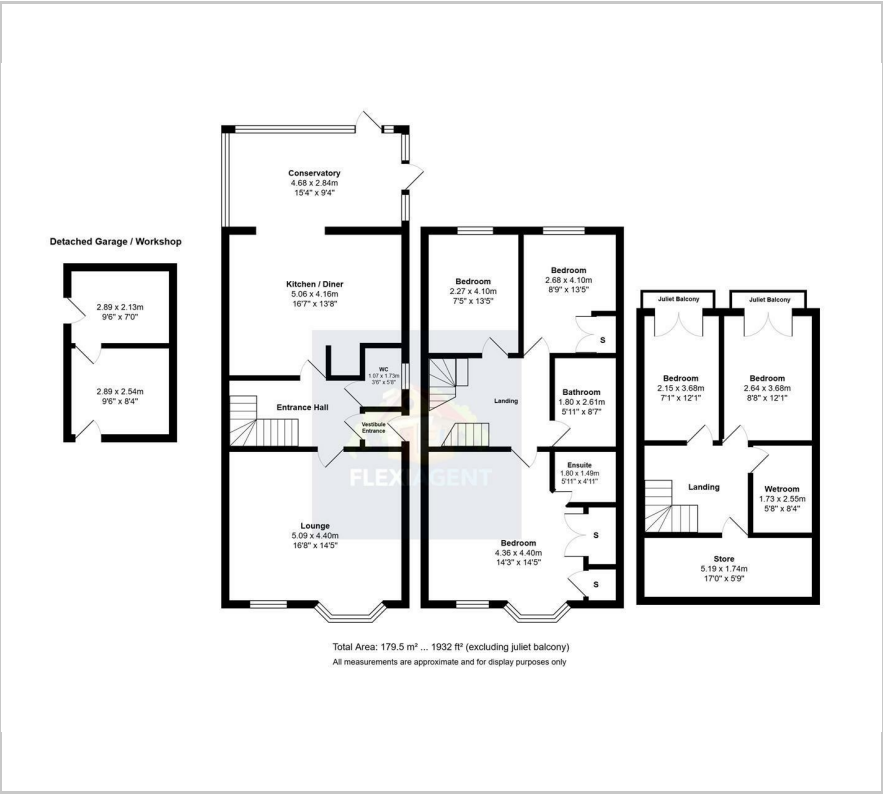 Detached Garage / Workshop
2.89 x 2.13m
9'6" x 7'0"
2.89 x 2.54m
9'6" x 8'4"
Conservatory
4.68 x 2.84m
15'4" x 9'4"
Kitchen / Diner
5.06 x 4.16m
16'7" x 13'8"
WC
1.07 x 1.73m
3'6" x 5'8"
Entrance Hall
Vestibule
Entrance
Lounge
5.09 x 4.40m
16'8" x 14'5"
Bedroom
2.27 x 4.10m
7'5" x 13'5"
Bedroom
2.68 x 4.10m
8'9" x 13'5"
S
Landing
Bathroom
1.80 x 2.61m
5'11" x 8'7"
Ensuite
1.80 x 1.49m
5'11" x 4'11"
Bedroom
4.36 x 4.40m
14'3" x 14'5"
S
S
FLEXIAGENT
Juliet Balcony
Juliet Balcony
Bedroom
2.15 x 3.68m
7'1" x 12'1"
Bedroom
2.64 x 3.68m
8'8" x 12'1"
Landing
Wetroom
1.73 x 2.55m
5'8" x 8'4"
Store
5.19 x 1.74m
17'0" x 5'9"
Total Area: 179.5 m² ... 1932 ft² (excluding juliet balcony)
All measurements are approximate and for display purposes only